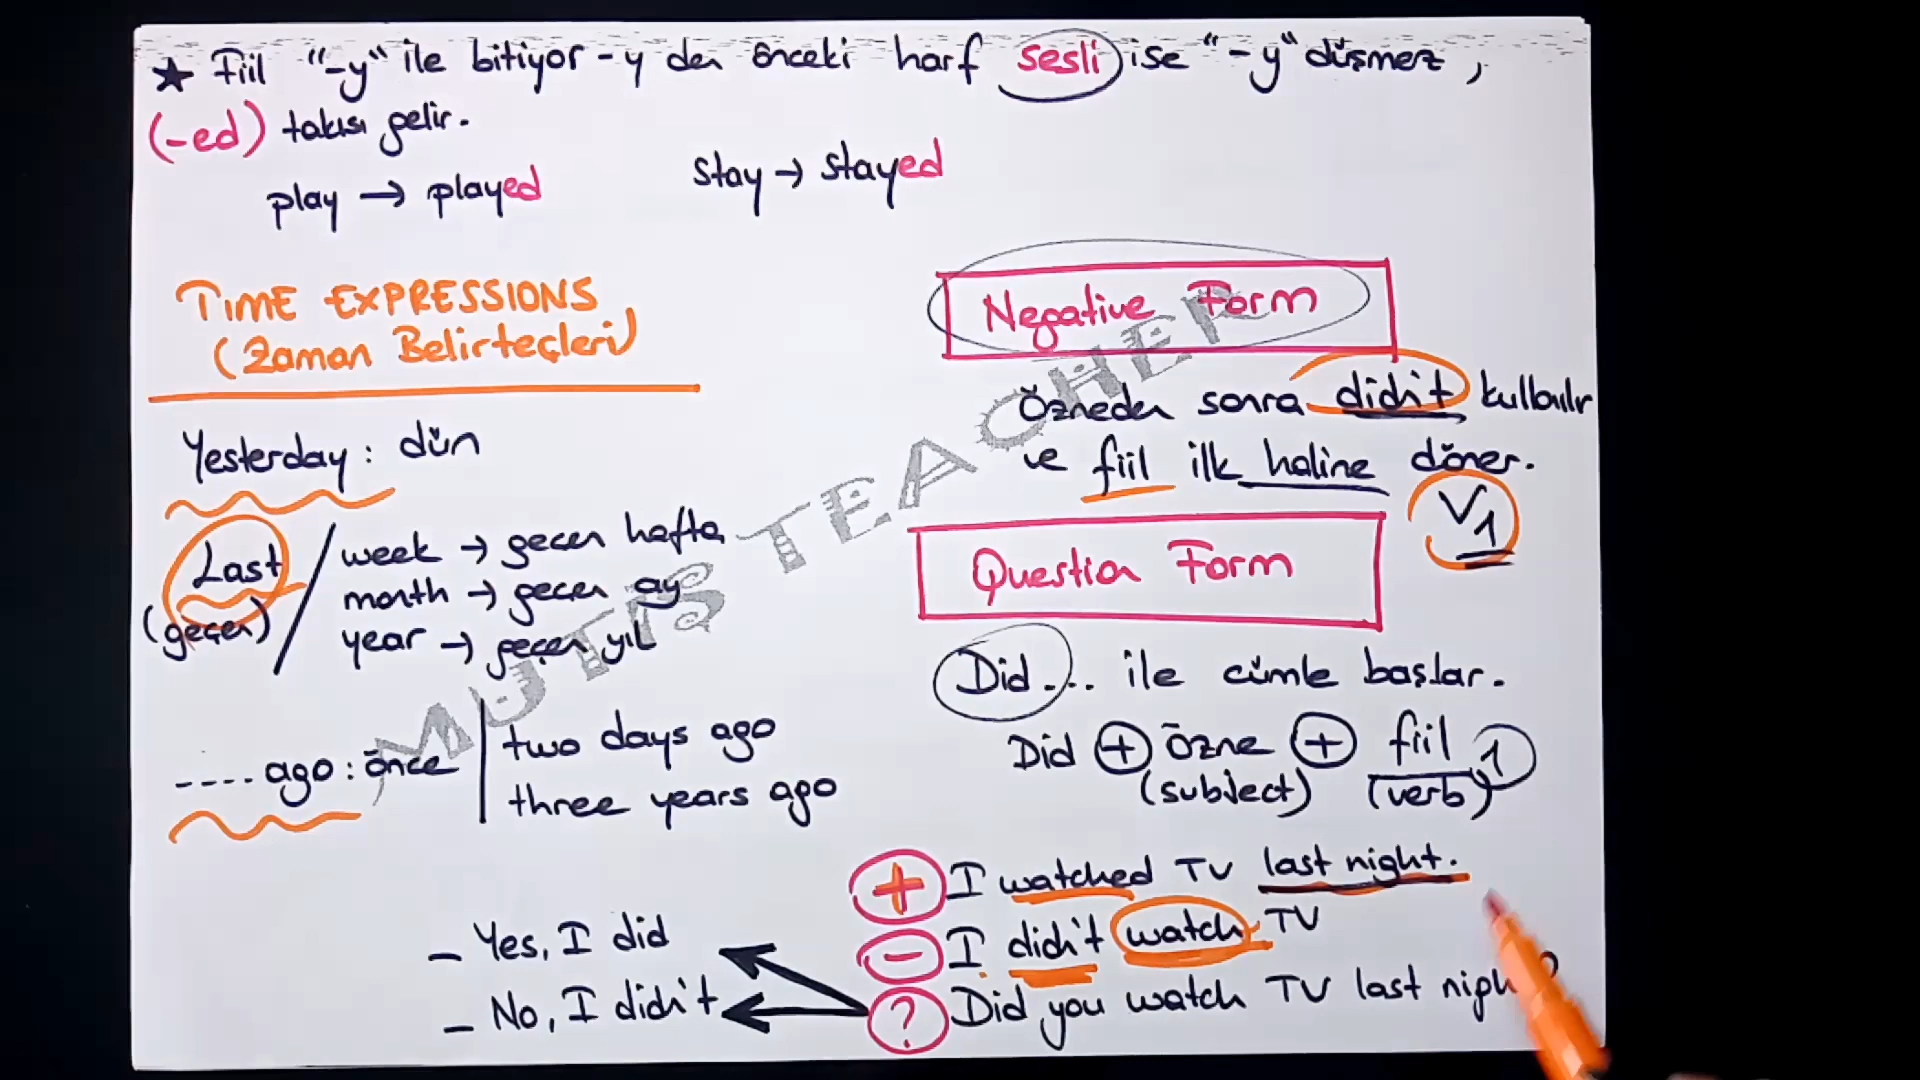 ★ Fiil "-y" ile bitiyor -y den önceki harf sesli ise "-y" düşmez,
(-ed) takısı gelir.
play → played
stay → stayed
TIME EXPRESSIONS
(Zaman Belirteçleri)
Yesterday: dün
Last
(geçen)
week → geçen hafta
month → geçen ay
year → geçen yıl
---- ago: önce
two days ago
three years ago
Negative Form
Özneden sonra didn't kullanılır
ve fiil ilk haline döner.
V1
Question Form
Did... ile cümle başlar.
Did + özne + fiil 1
(subject) (verb)
+ I watched TV last night.
- I didn't watch TV
? Did you watch TV last
- Yes, I did
- No, I didn't
MUTİŞ TEACHER